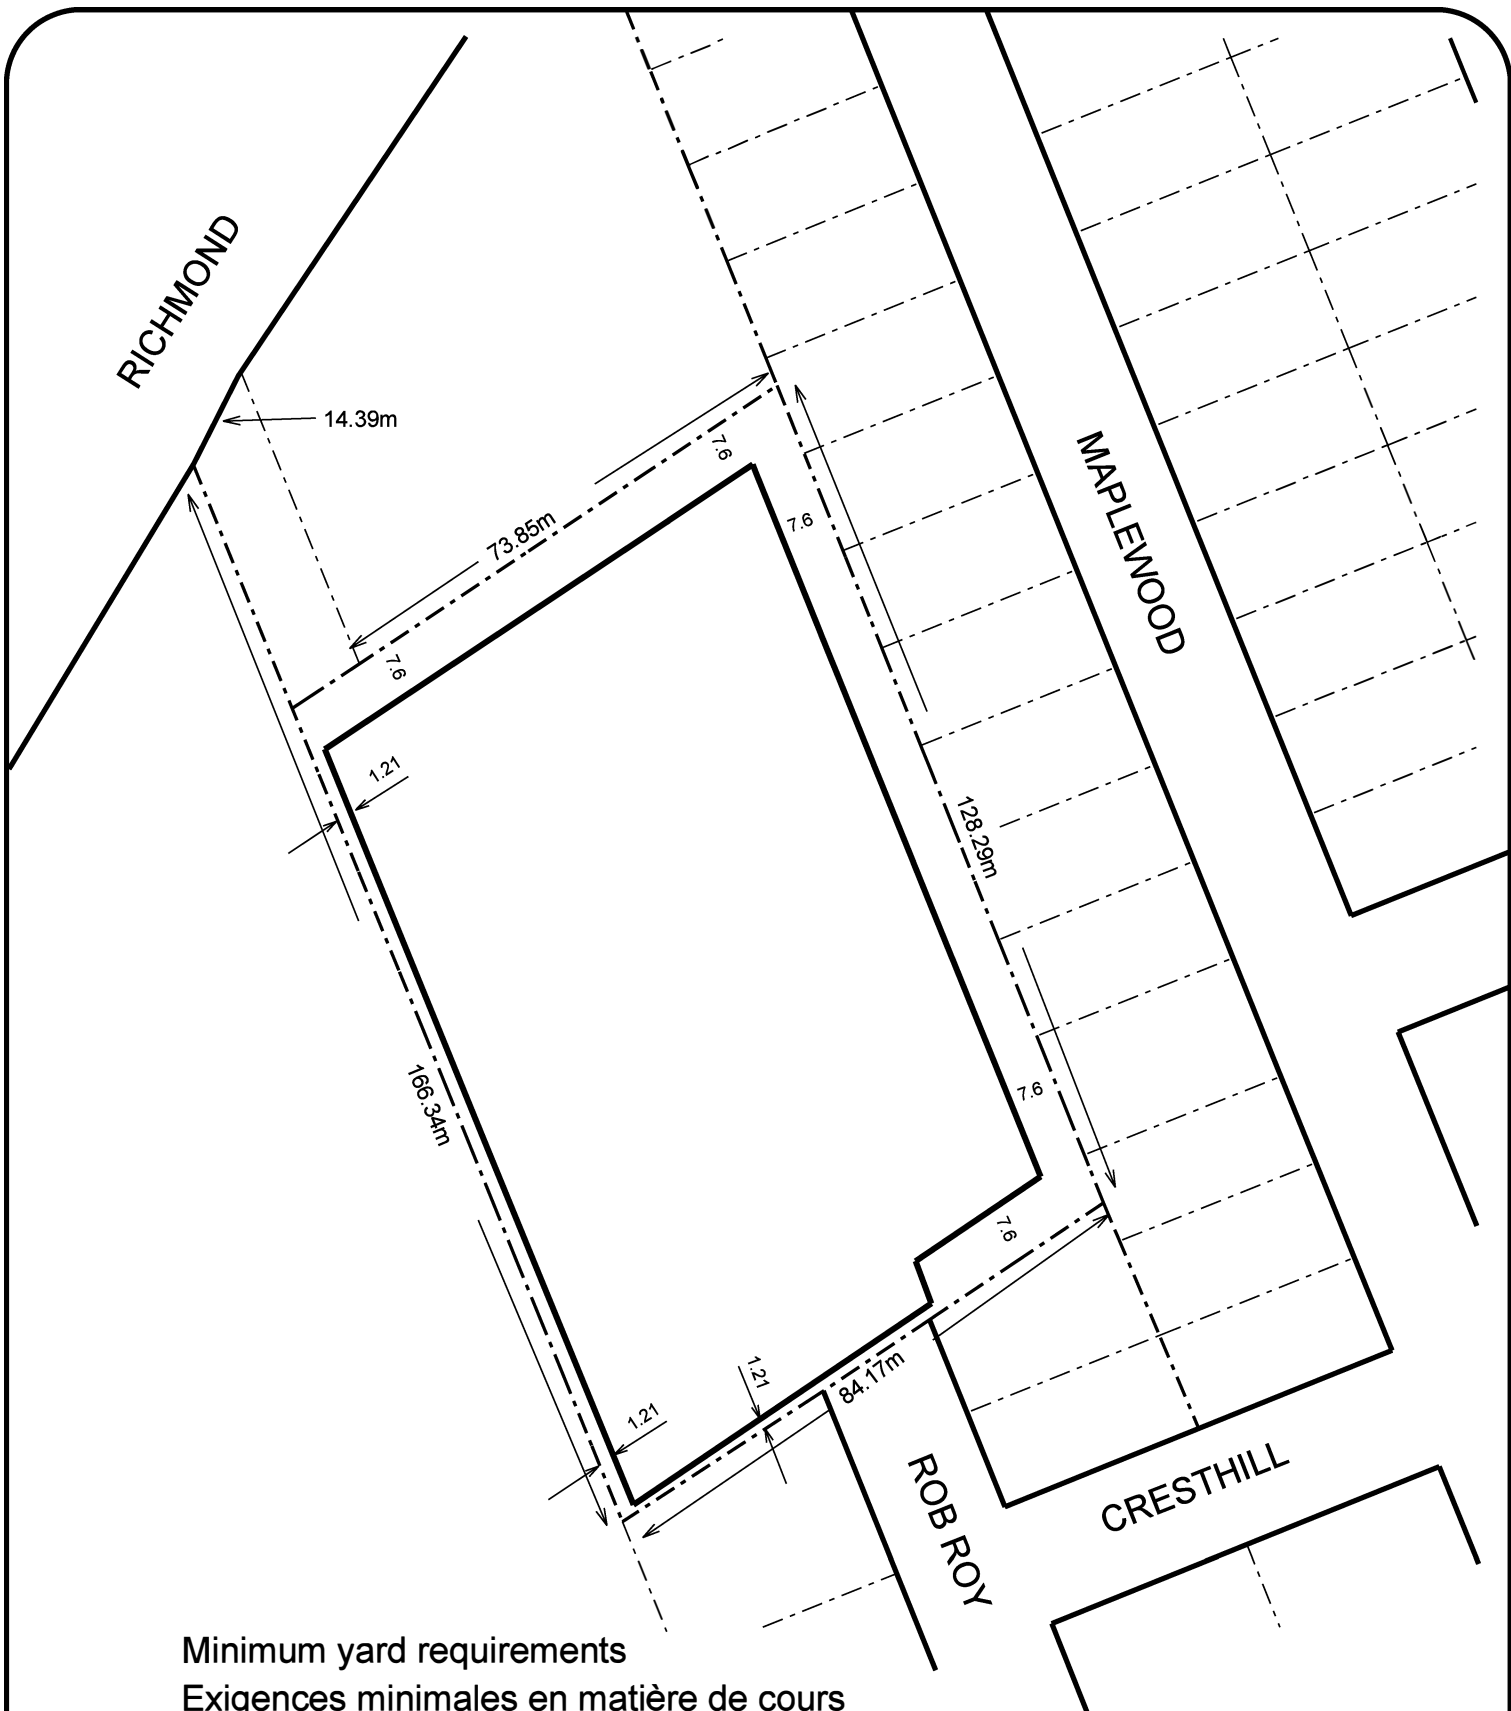 RICHMOND
14.39m
7.6
73.85m
7.6
MAPLEWOOD
7.6
1.21
128.29m
166.34m
7.6
7.6
1.21
84.17m
1.21
ROB ROY
CRESTHILL
Minimum yard requirements
Exigences minimales en matière de cours